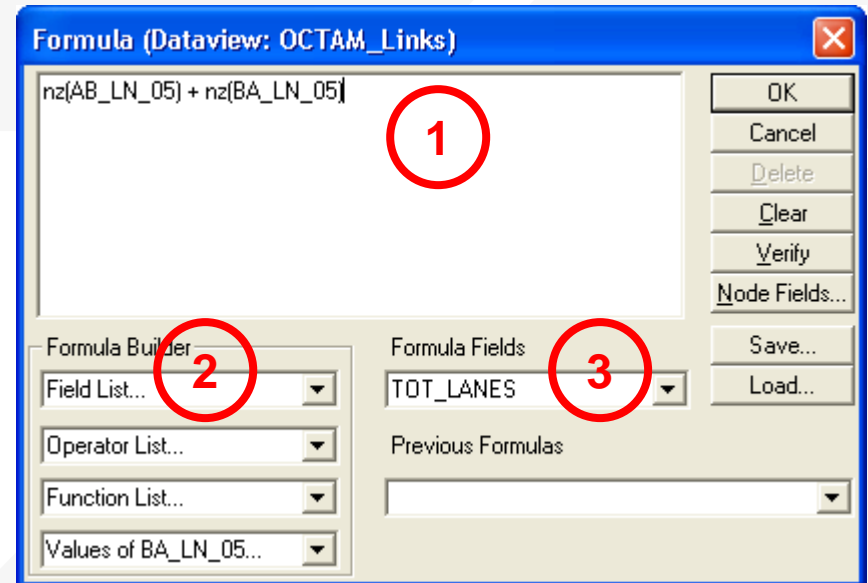 Formula (Dataview: OCTAM_Links)
nz(AB_LN_05) + nz(BA_LN_05)
1
OK
Cancel
Delete
Clear
Verify
Node Fields...
Save...
Load...
Formula Builder
2
Field List...
Operator List...
Function List...
Values of BA_LN_05...
Formula Fields
3
TOT_LANES
Previous Formulas